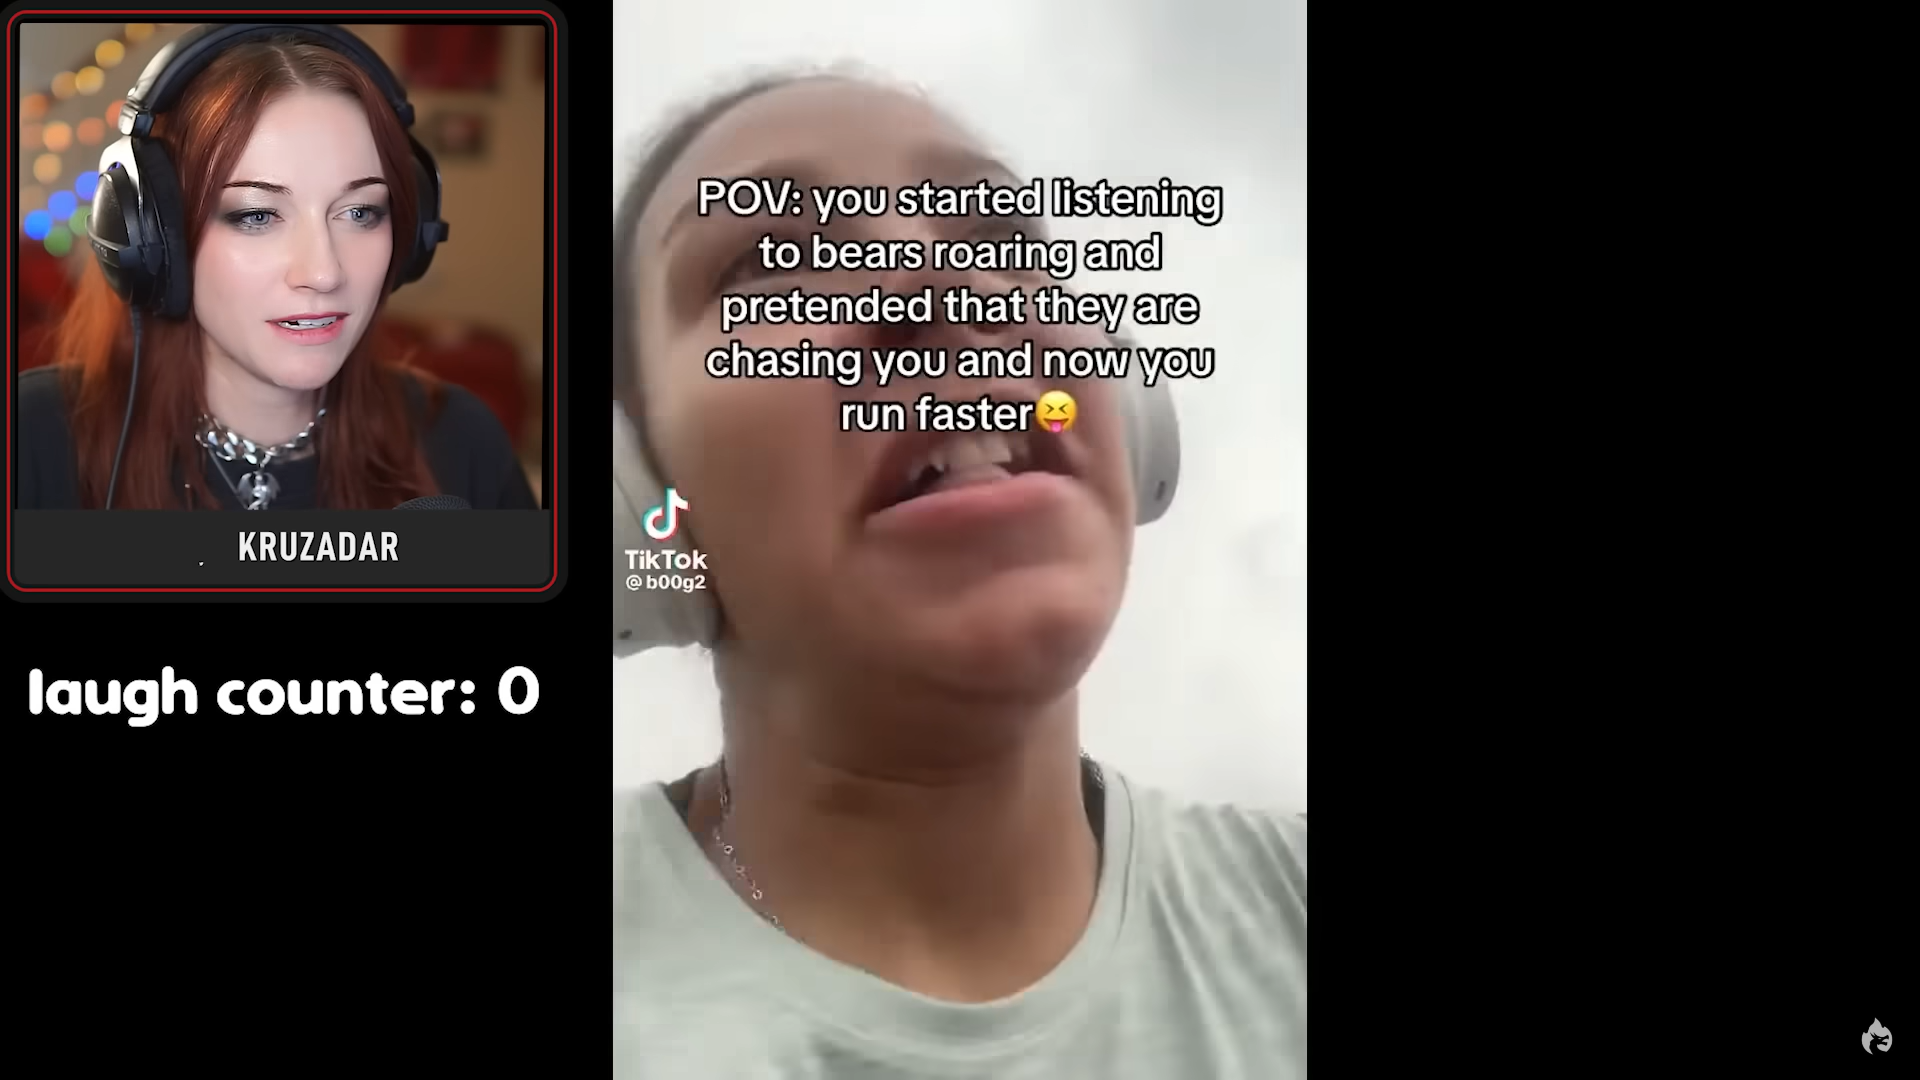 KRUZADAR
laugh counter: 0
POV: you started listening
to bears roaring and
pretended that they are
chasing you and now you
run faster😝
TikTok
@b00g2